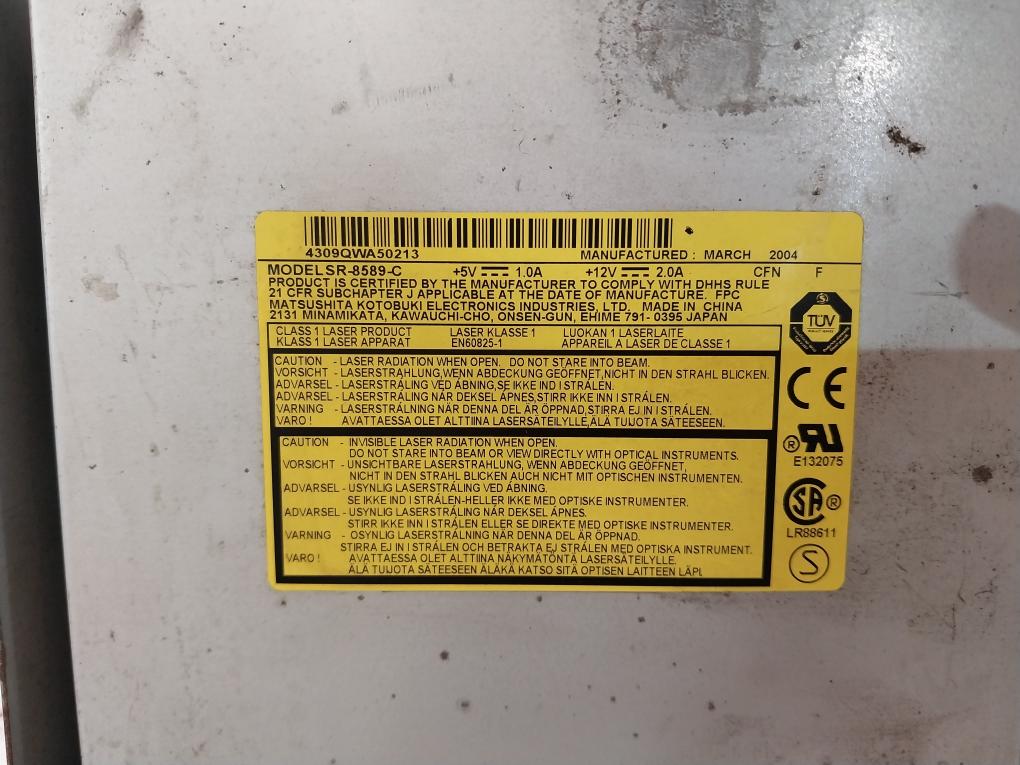 4309QWA50213
MANUFACTURED : MARCH 2004
MODEL SR-8589-C +5V 1.0A +12V 2.0A CFN F
PRODUCT IS CERTIFIED BY THE MANUFACTURER TO COMPLY WITH DHHS RULE
21 CFR SUBCHAPTER J APPLICABLE AT THE DATE OF MANUFACTURE. FPC
MATSUSHITA KOTOBUKI ELECTRONICS INDUSTRIES, LTD. MADE IN CHINA
2131 MINAMIKATA, KAWAUCHI-CHO, ONSEN-GUN, EHIME 791- 0395 JAPAN
CLASS 1 LASER PRODUCT LASER KLASSE 1 LUOKAN 1 LASERLAITE
KLASS 1 LASER APPARAT EN60825-1 APPAREIL A LASER DE CLASSE 1
CAUTION - LASER RADIATION WHEN OPEN. DO NOT STARE INTO BEAM.
VORSICHT - LASERSTRAHLUNG,WENN ABDECKUNG GEÖFFNET,NICHT IN DEN STRAHL BLICKEN.
ADVARSEL - LASERSTRÅLING VED ÅBNING,SE IKKE IND I STRÅLEN.
ADVARSEL - LASERSTRÅLING NÅR DEKSEL ÅPNES,STIRR IKKE INN I STRÅLEN.
VARNING - LASERSTRÅLNING NÄR DENNA DEL ÄR ÖPPNAD,STIRRA EJ IN I STRÅLEN.
VARO ! AVATTAESSA OLET ALTTIINA LASERSÄTEILYLLE,ÄLÄ TUIJOTA SÄTEESEEN.
CAUTION - INVISIBLE LASER RADIATION WHEN OPEN.
DO NOT STARE INTO BEAM OR VIEW DIRECTLY WITH OPTICAL INSTRUMENTS.
VORSICHT - UNSICHTBARE LASERSTRAHLUNG, WENN ABDECKUNG GEÖFFNET,
NICHT IN DEN STRAHL BLICKEN AUCH NICHT MIT OPTISCHEN INSTRUMENTEN.
ADVARSEL - USYNLIG LASERSTRÅLING VED ÅBNING.
SE IKKE IND I STRÅLEN-HELLER IKKE MED OPTISKE INSTRUMENTER.
ADVARSEL - USYNLIG LASERSTRÅLING NÅR DEKSEL ÅPNES.
STIRR IKKE INN I STRÅLEN ELLER SE DIREKTE MED OPTISKE INSTRUMENTER.
VARNING - OSYNLIG LASERSTRÅLNING NÄR DENNA DEL ÄR ÖPPNAD.
STIRRA EJ IN I STRÅLEN OCH BETRAKTA EJ STRÅLEN MED OPTISKA INSTRUMENT.
VARO ! AVATTAESSA OLET ALTTIINA NÄKYMÄTÖNTÄ LASERSÄTEILYLLE.
ÄLÄ TUIJOTA SÄTEESEEN ÄLÄKÄ KATSO SITÄ OPTISEN LAITTEEN LÄPI.
TÜV
CE
® RU
E132075
SA ®
LR88611
S